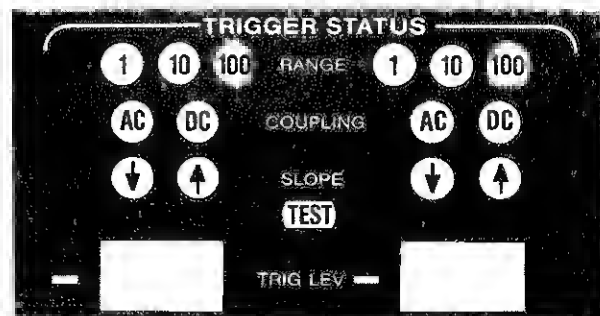 TRIGGER STATUS
1 10 100 RANGE 1 10 100
AC DC COUPLING AC DC
SLOPE
TEST
TRIG LEV